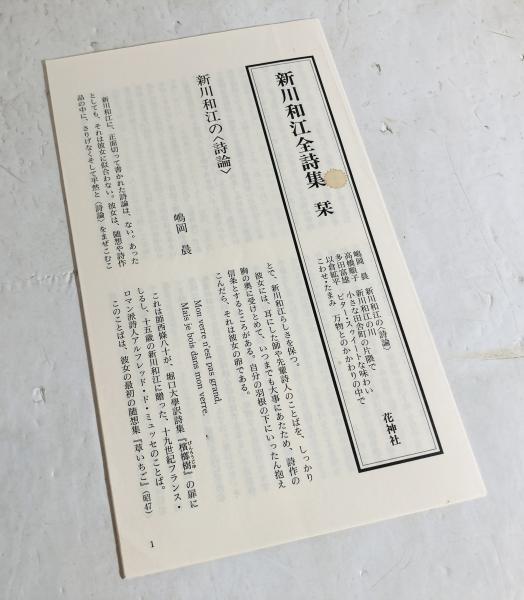 新川和江全詩集 栞
嶋岡 晨 新川和江の〈詩論〉
高橋順子 新川和江の川の片隈で
多田富雄 小さな田舎町の日々
以倉紘平 ビター・スウィートな味わい
こわせ・たまみ 万物とのかかわりの中で
花神社
新川和江の〈詩論〉
嶋岡 晨
新川和江に、正面切って書かれた詩論は、ない。あった
としても、それは彼女に似合わない。彼女は、随想や詩作
品の中に、さりげなくそして平然と〈詩論〉をまぜこむこ
とで、新川和江らしさを保つ。
彼女には、耳にした師や先輩詩人のことばを、しっかり
胸の奥に受けとめて、いつまでも大事にあたため、詩作の
信条とするところがある。自分の羽根の下にいったん抱え
こんだら、それは彼女の卵である。
Mon verre n'est pas grand,
Mais je bois dans mon verre.
これは西條八十が、堀口大學訳詩集『檳榔樹』の扉に
しるし、十五歳の新川和江に贈った、十九世紀フランス・
ロマン派詩人アルフレッド・ド・ミュッセのことば。
このことばは、彼女の最初の随想集『草いちご』（昭47）
1